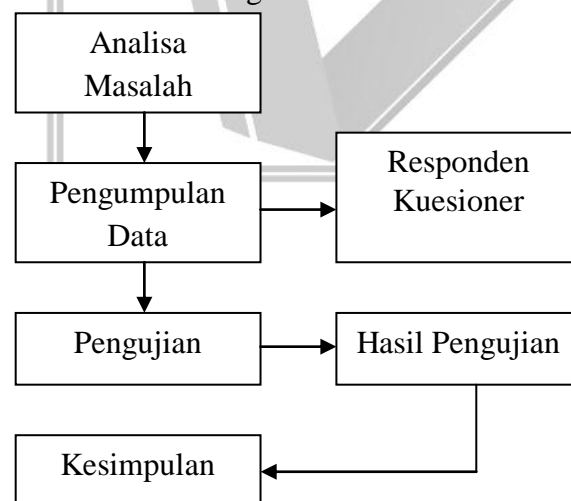 Analisa
Masalah
Pengumpulan
Data
Responden
Kuesioner
Pengujian
Hasil Pengujian
Kesimpulan